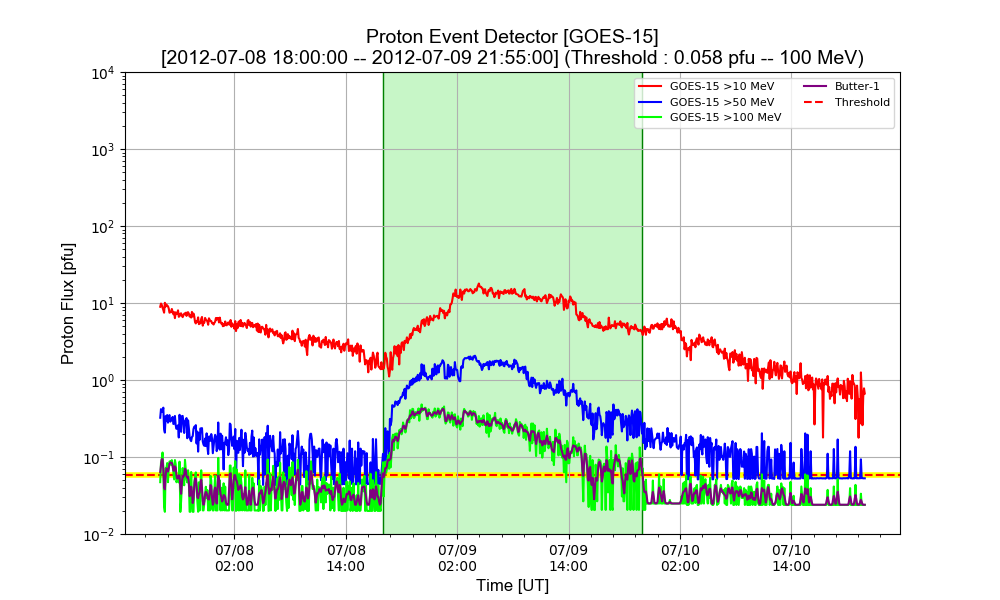 Proton Event Detector [GOES-15]
[2012-07-08 18:00:00 -- 2012-07-09 21:55:00] (Threshold : 0.058 pfu -- 100 MeV)
GOES-15 >10 MeV
GOES-15 >50 MeV
GOES-15 >100 MeV
Butter-1
Threshold
Proton Flux [pfu]
10⁴
10³
10²
10¹
10⁰
10⁻¹
10⁻²
07/08 07/08 07/09 07/09 07/10 07/10
02:00 14:00 02:00 14:00 02:00 14:00
Time [UT]